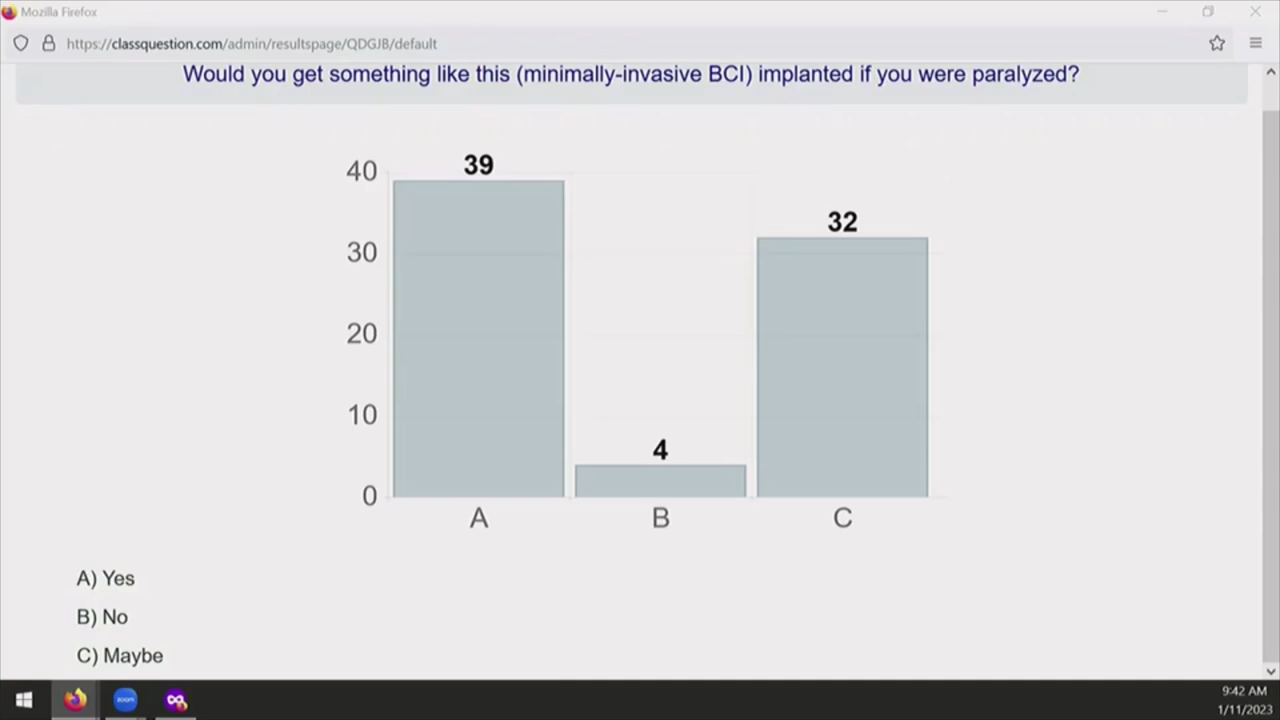 Mozilla Firefox
https://classquestion.com/admin/resultspage/QDGJB/default
Would you get something like this (minimally-invasive BCI) implanted if you were paralyzed?
40
39
32
30
20
10
4
0
A
B
C
A) Yes
B) No
C) Maybe
zoom
9:42 AM
1/11/2023